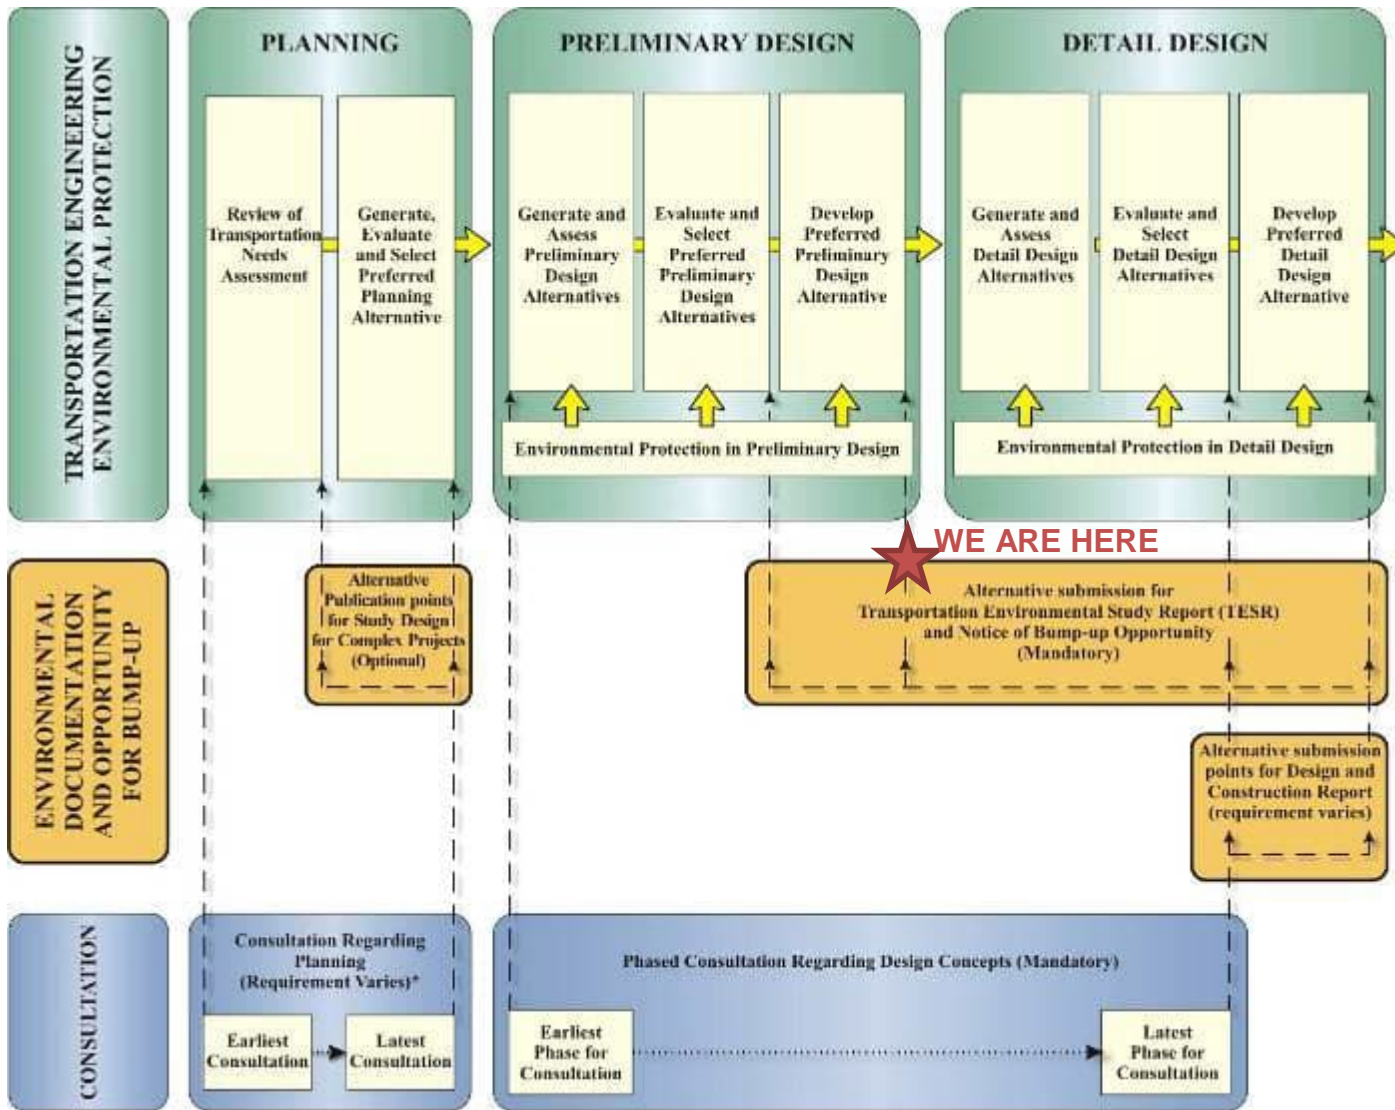 TRANSPORTATION ENGINEERING
ENVIRONMENTAL PROTECTION
PLANNING
Review of
Transportation
Needs
Assessment
Generate,
Evaluate
and Select
Preferred
Planning
Alternative
PRELIMINARY DESIGN
Generate and
Assess
Preliminary
Design
Alternatives
Evaluate and
Select
Preferred
Preliminary
Design
Alternatives
Develop
Preferred
Preliminary
Design
Alternative
Environmental Protection in Preliminary Design
DETAIL DESIGN
Generate and
Assess
Detail Design
Alternatives
Evaluate and
Select
Detail Design
Alternatives
Develop
Preferred
Detail
Design
Alternative
Environmental Protection in Detail Design
WE ARE HERE
ENVIRONMENTAL
DOCUMENTATION
AND OPPORTUNITY
FOR BUMP-UP
Alternative
Publication points
for Study Design
for Complex Projects
(Optional)
Alternative submission for
Transportation Environmental Study Report (TESR)
and Notice of Bump-up Opportunity
(Mandatory)
Alternative submission
points for Design and
Construction Report
(requirement varies)
CONSULTATION
Consultation Regarding
Planning
(Requirement Varies)*
Earliest
Consultation
Latest
Consultation
Phased Consultation Regarding Design Concepts (Mandatory)
Earliest
Phase for
Consultation
Latest
Phase for
Consultation